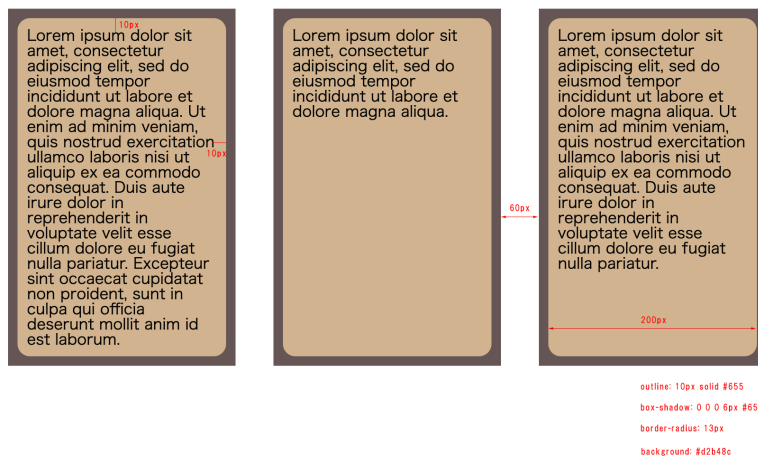 10px
Lorem ipsum dolor sit
amet, consectetur
adipiscing elit, sed do
eiusmod tempor
incididunt ut labore et
dolore magna aliqua. Ut
enim ad minim veniam,
quis nostrud exercitation
10px
ullamco laboris nisi ut
aliquip ex ea commodo
consequat. Duis aute
irure dolor in
reprehenderit in
voluptate velit esse
cillum dolore eu fugiat
nulla pariatur. Excepteur
sint occaecat cupidatat
non proident, sunt in
culpa qui officia
deserunt mollit anim id
est laborum.
Lorem ipsum dolor sit
amet, consectetur
adipiscing elit, sed do
eiusmod tempor
incididunt ut labore et
dolore magna aliqua.
60px
Lorem ipsum dolor sit
amet, consectetur
adipiscing elit, sed do
eiusmod tempor
incididunt ut labore et
dolore magna aliqua. Ut
enim ad minim veniam,
quis nostrud exercitation
ullamco laboris nisi ut
aliquip ex ea commodo
consequat. Duis aute
irure dolor in
reprehenderit in
voluptate velit esse
cillum dolore eu fugiat
nulla pariatur.
200px
outline: 10px solid #655
box-shadow: 0 0 0 6px #65
border-radius: 13px
background: #d2b48c